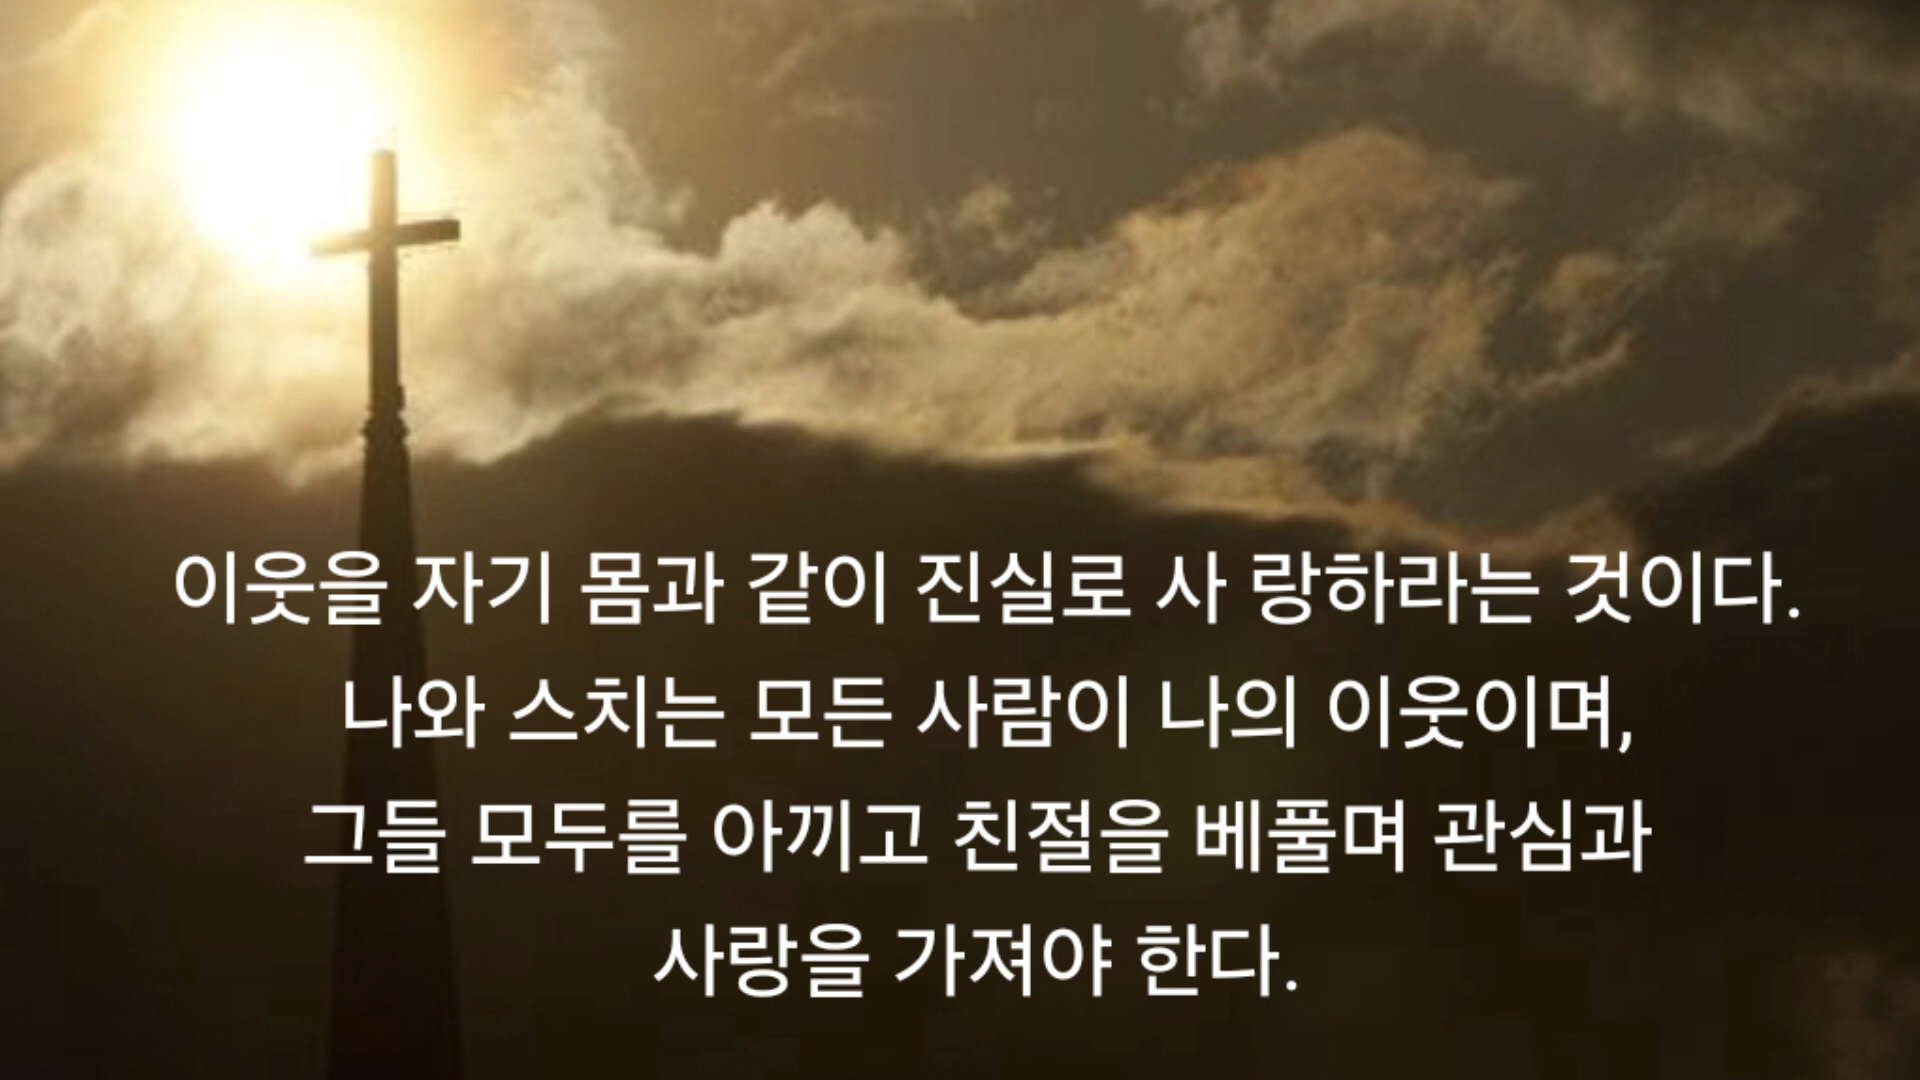 이웃을 자기 몸과 같이 진실로 사 랑하라는 것이다.
나와 스치는 모든 사람이 나의 이웃이며,
그들 모두를 아끼고 친절을 베풀며 관심과
사랑을 가져야 한다.